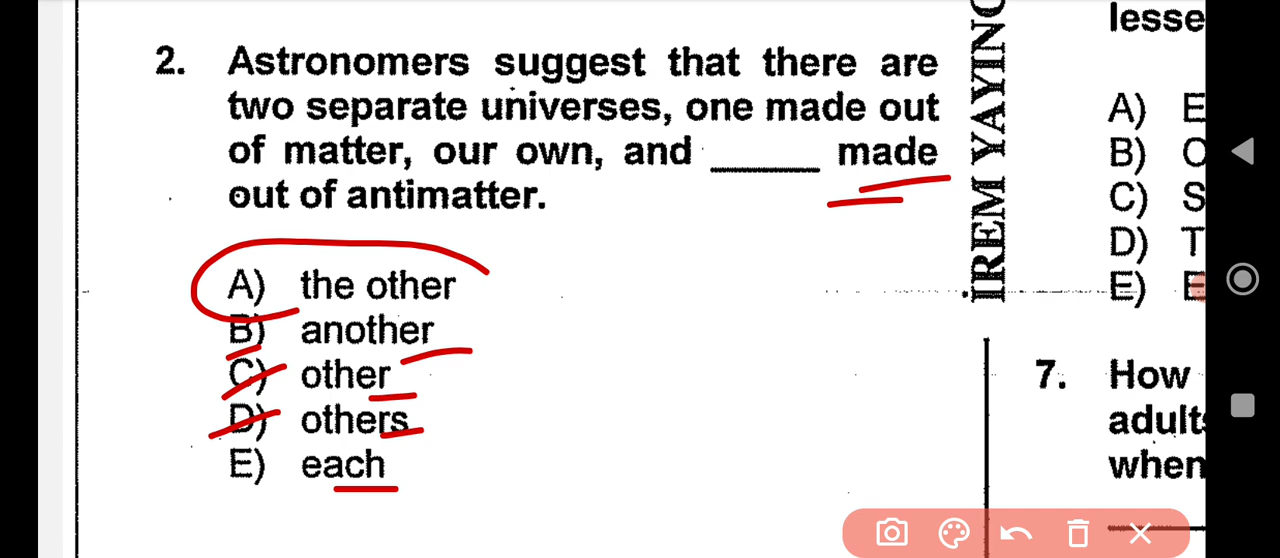 2. Astronomers suggest that there are
two separate universes, one made out
of matter, our own, and ______ made
out of antimatter.
A) the other
B) another
C) other
D) others
E) each
İREM YAYINC
lesse
A) E
B) C
C) S
D) T
E) E
7. How
adults
when